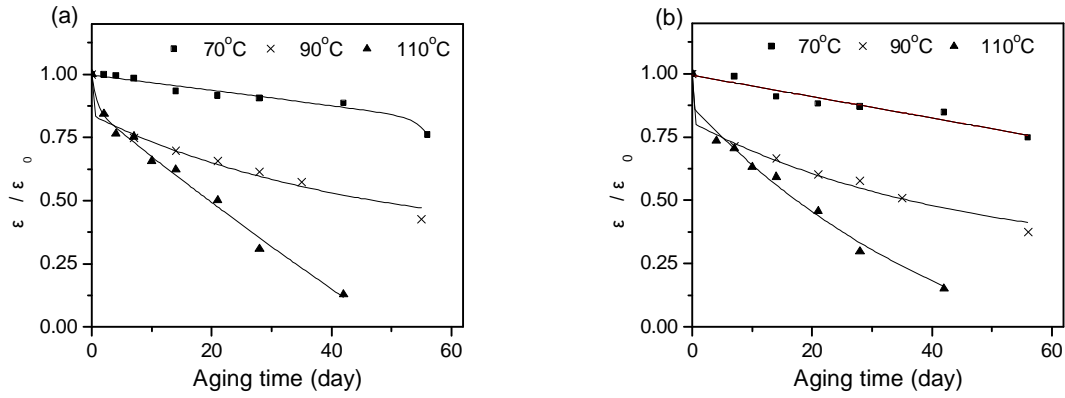 (a)
■ 70°C × 90°C ▲ 110°C
1.00
0.75
0.50
0.25
0.00
ε / ε 0
0 20 40 60
Aging time (day)
(b)
■ 70°C × 90°C ▲ 110°C
1.00
0.75
0.50
0.25
0.00
ε / ε 0
0 20 40 60
Aging time (day)